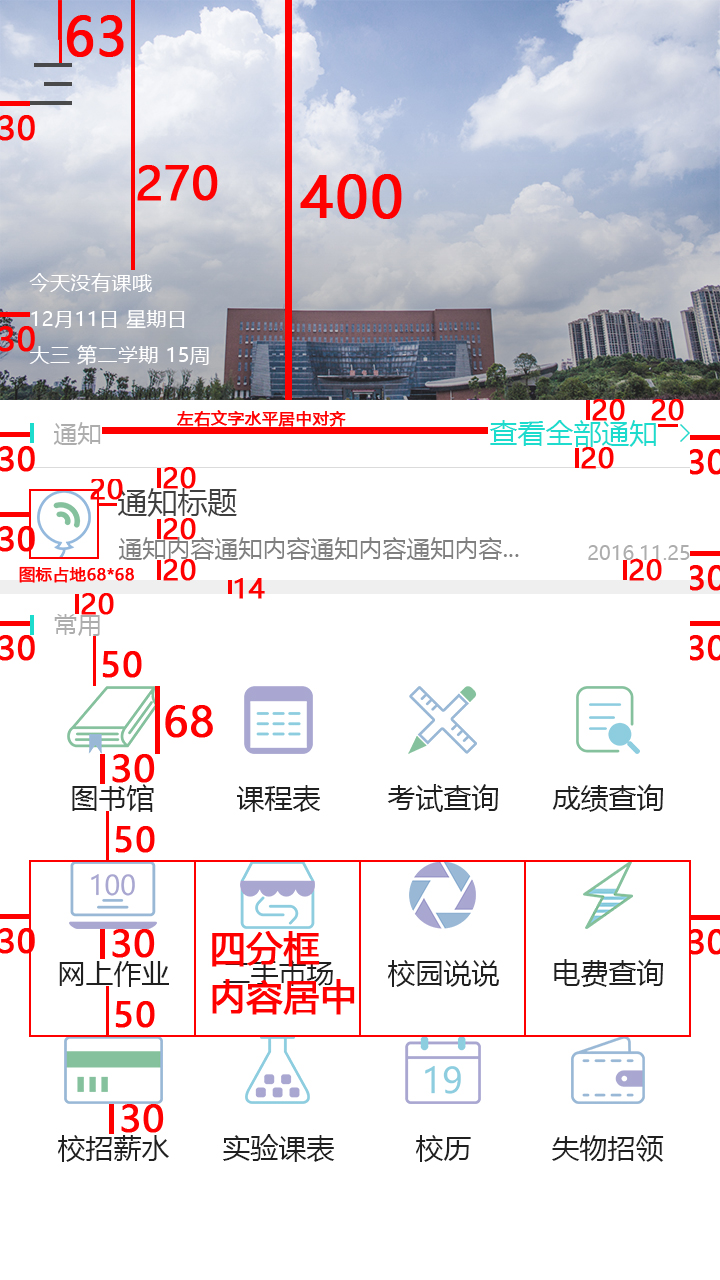 63
30
270
400
今天没有课哦
12月11日 星期日
30
大三 第二学期 15周
左右文字水平居中对齐
20
20
通知
查看全部通知
30
20
30
20
20
通知标题
20
30
通知内容通知内容通知内容通知内容...
2016.11.25
图标占地68*68
20
20
30
14
20
常用
30
30
50
68
30
图书馆
课程表
考试查询
成绩查询
50
100
30
30
四分框
30
网上作业
二手市场
校园说说
电费查询
内容居中
50
19
30
校招薪水
实验课表
校历
失物招领